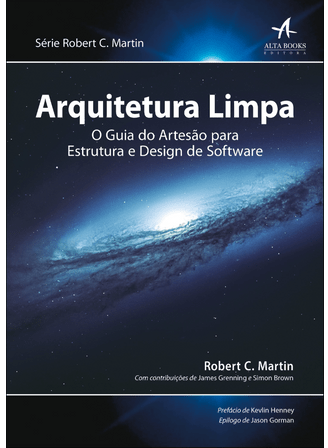 Série Robert C. Martin
ALTA BOOKS
EDITORA
Arquitetura Limpa
O Guia do Artesão para
Estrutura e Design de Software
Robert C. Martin
Com contribuições de James Grenning e Simon Brown
Prefácio de Kevlin Henney
Epílogo de Jason Gorman